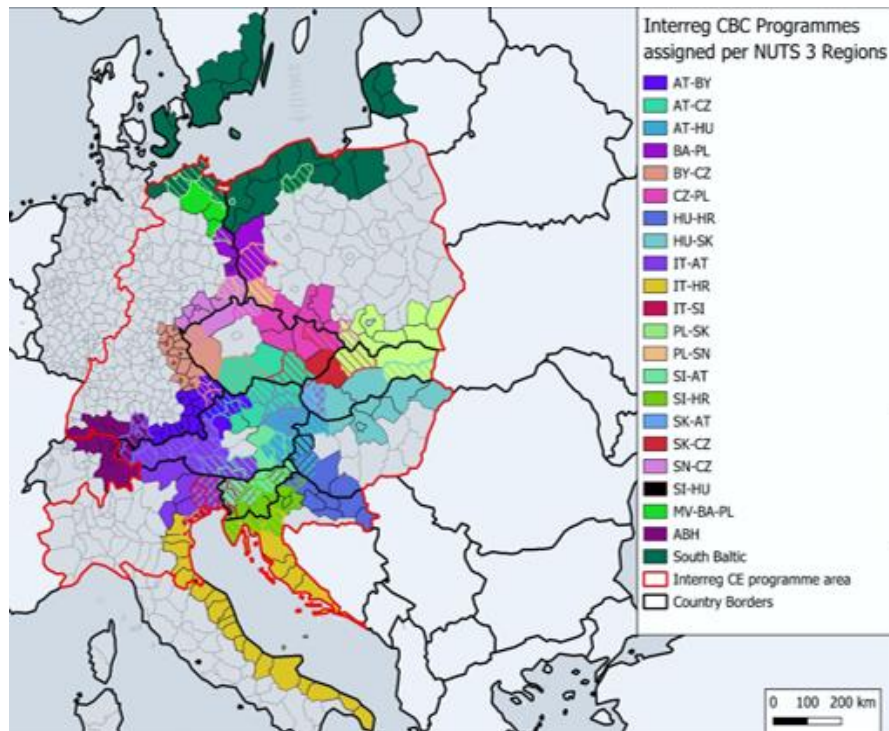 Interreg CBC Programmes
assigned per NUTS 3 Regions
AT-BY
AT-CZ
AT-HU
BA-PL
BY-CZ
CZ-PL
HU-HR
HU-SK
IT-AT
IT-HR
IT-SI
PL-SK
PL-SN
SI-AT
SI-HR
SK-AT
SK-CZ
SN-CZ
SI-HU
MV-BA-PL
ABH
South Baltic
Interreg CE programme area
Country Borders
0 100 200 km